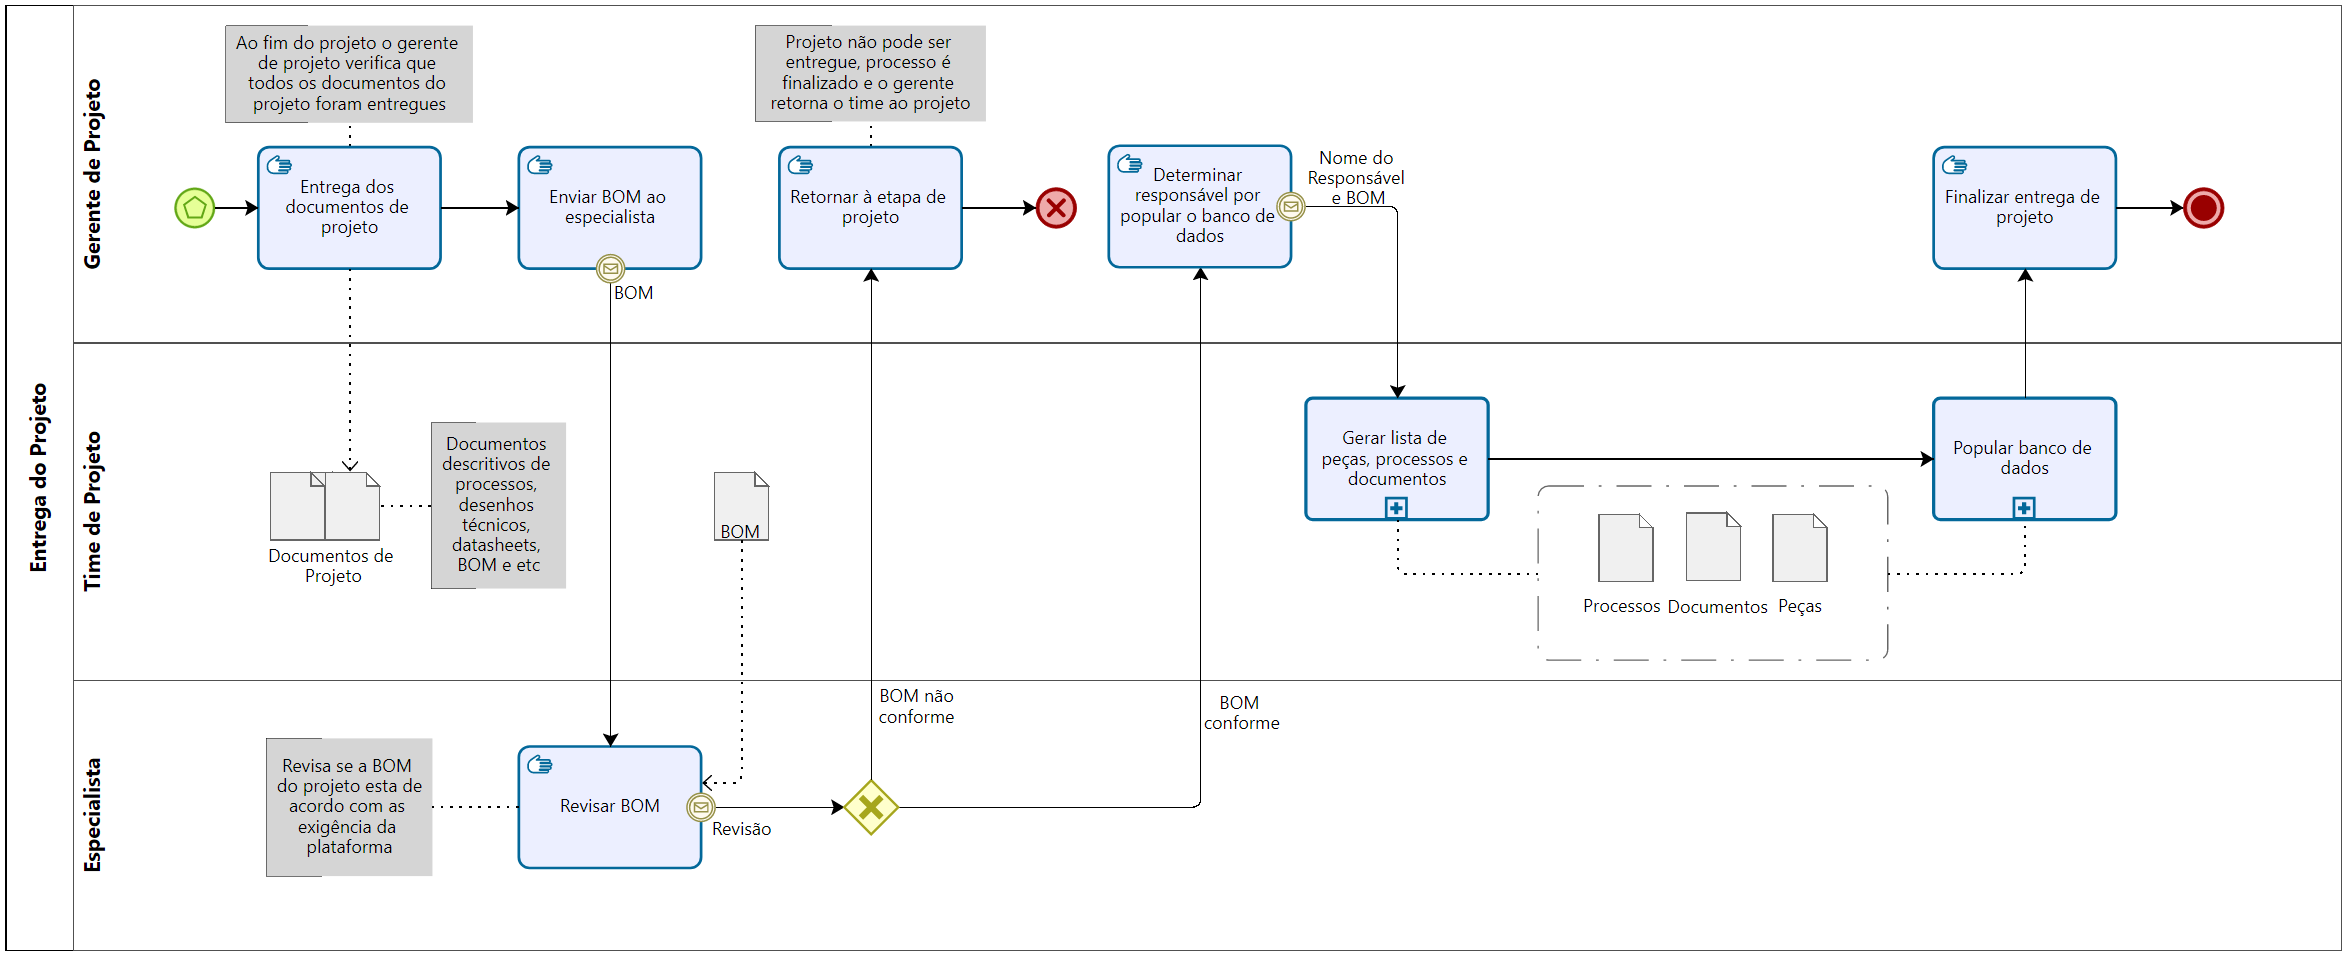 Entrega do Projeto
Gerente de Projeto
Ao fim do projeto o gerente
de projeto verifica que
todos os documentos do
projeto foram entregues
Entrega dos
documentos de
projeto
Enviar BOM ao
especialista
BOM
Projeto não pode ser
entregue, processo é
finalizado e o gerente
retorna o time ao projeto
Retornar à etapa de
projeto
Determinar
responsável por
popular o banco de
dados
Nome do
Responsável
e BOM
Finalizar entrega de
projeto
Time de Projeto
Documentos de
Projeto
Documentos
descritivos de
processos,
desenhos
técnicos,
datasheets,
BOM e etc
BOM
Gerar lista de
peças, processos e
documentos
Processos
Documentos
Peças
Popular banco de
dados
Especialista
Revisa se a BOM
do projeto esta de
acordo com as
exigência da
plataforma
Revisar BOM
Revisão
BOM não
conforme
BOM
conforme